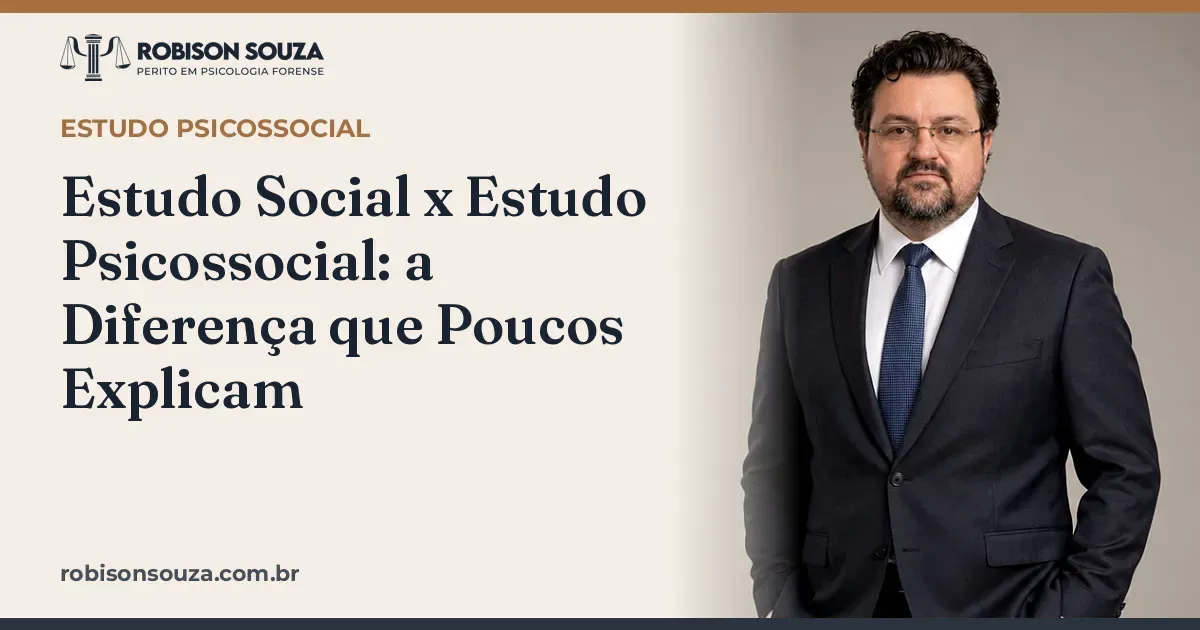 ROBISON SOUZA
PERITO EM PSICOLOGIA FORENSE
ESTUDO PSICOSSOCIAL
Estudo Social x Estudo
Psicossocial: a
Diferença que Poucos
Explicam
robisonsouza.com.br